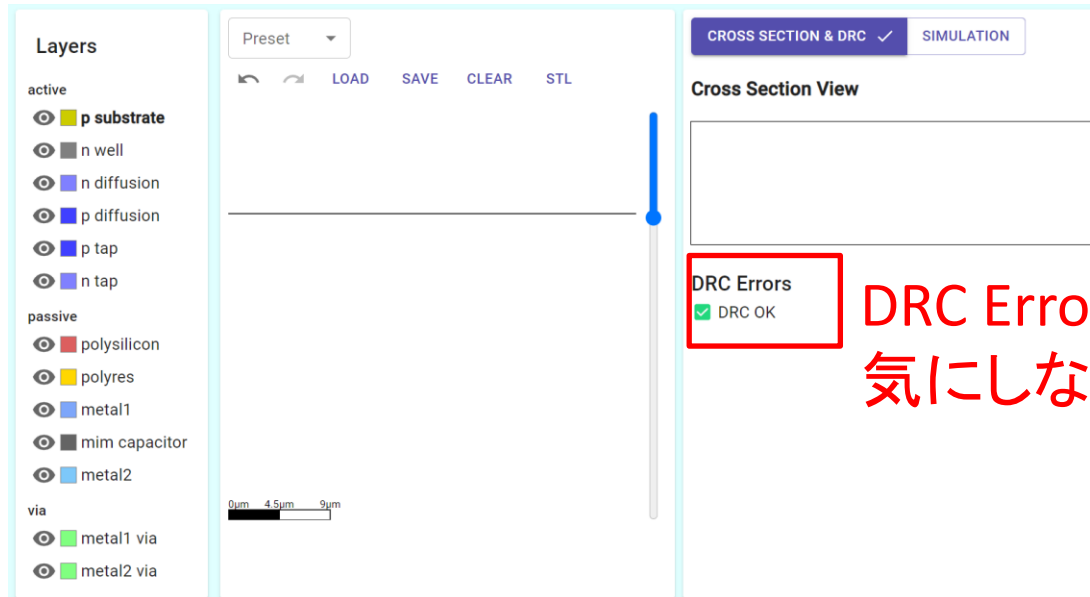 Layers
active
p substrate
n well
n diffusion
p diffusion
p tap
n tap
passive
polysilicon
polyres
metal1
mim capacitor
metal2
via
metal1 via
metal2 via
Preset
LOAD SAVE CLEAR STL
0μm 4.5μm 9μm
CROSS SECTION & DRC SIMULATION
Cross Section View
DRC Errors
DRC OK
DRC Erro
気にしな